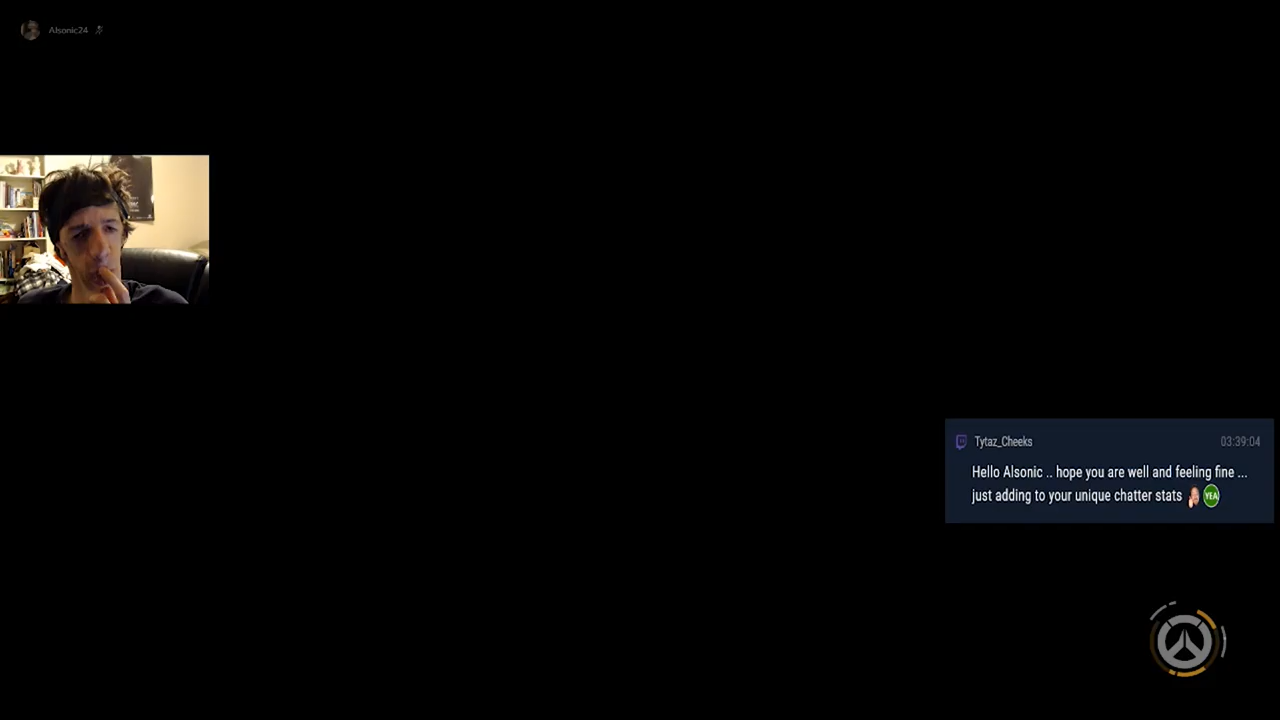 Alsonic24
Tytaz_Cheeks
03:39:04
Hello Alsonic .. hope you are well and feeling fine ...
just adding to your unique chatter stats
YEA